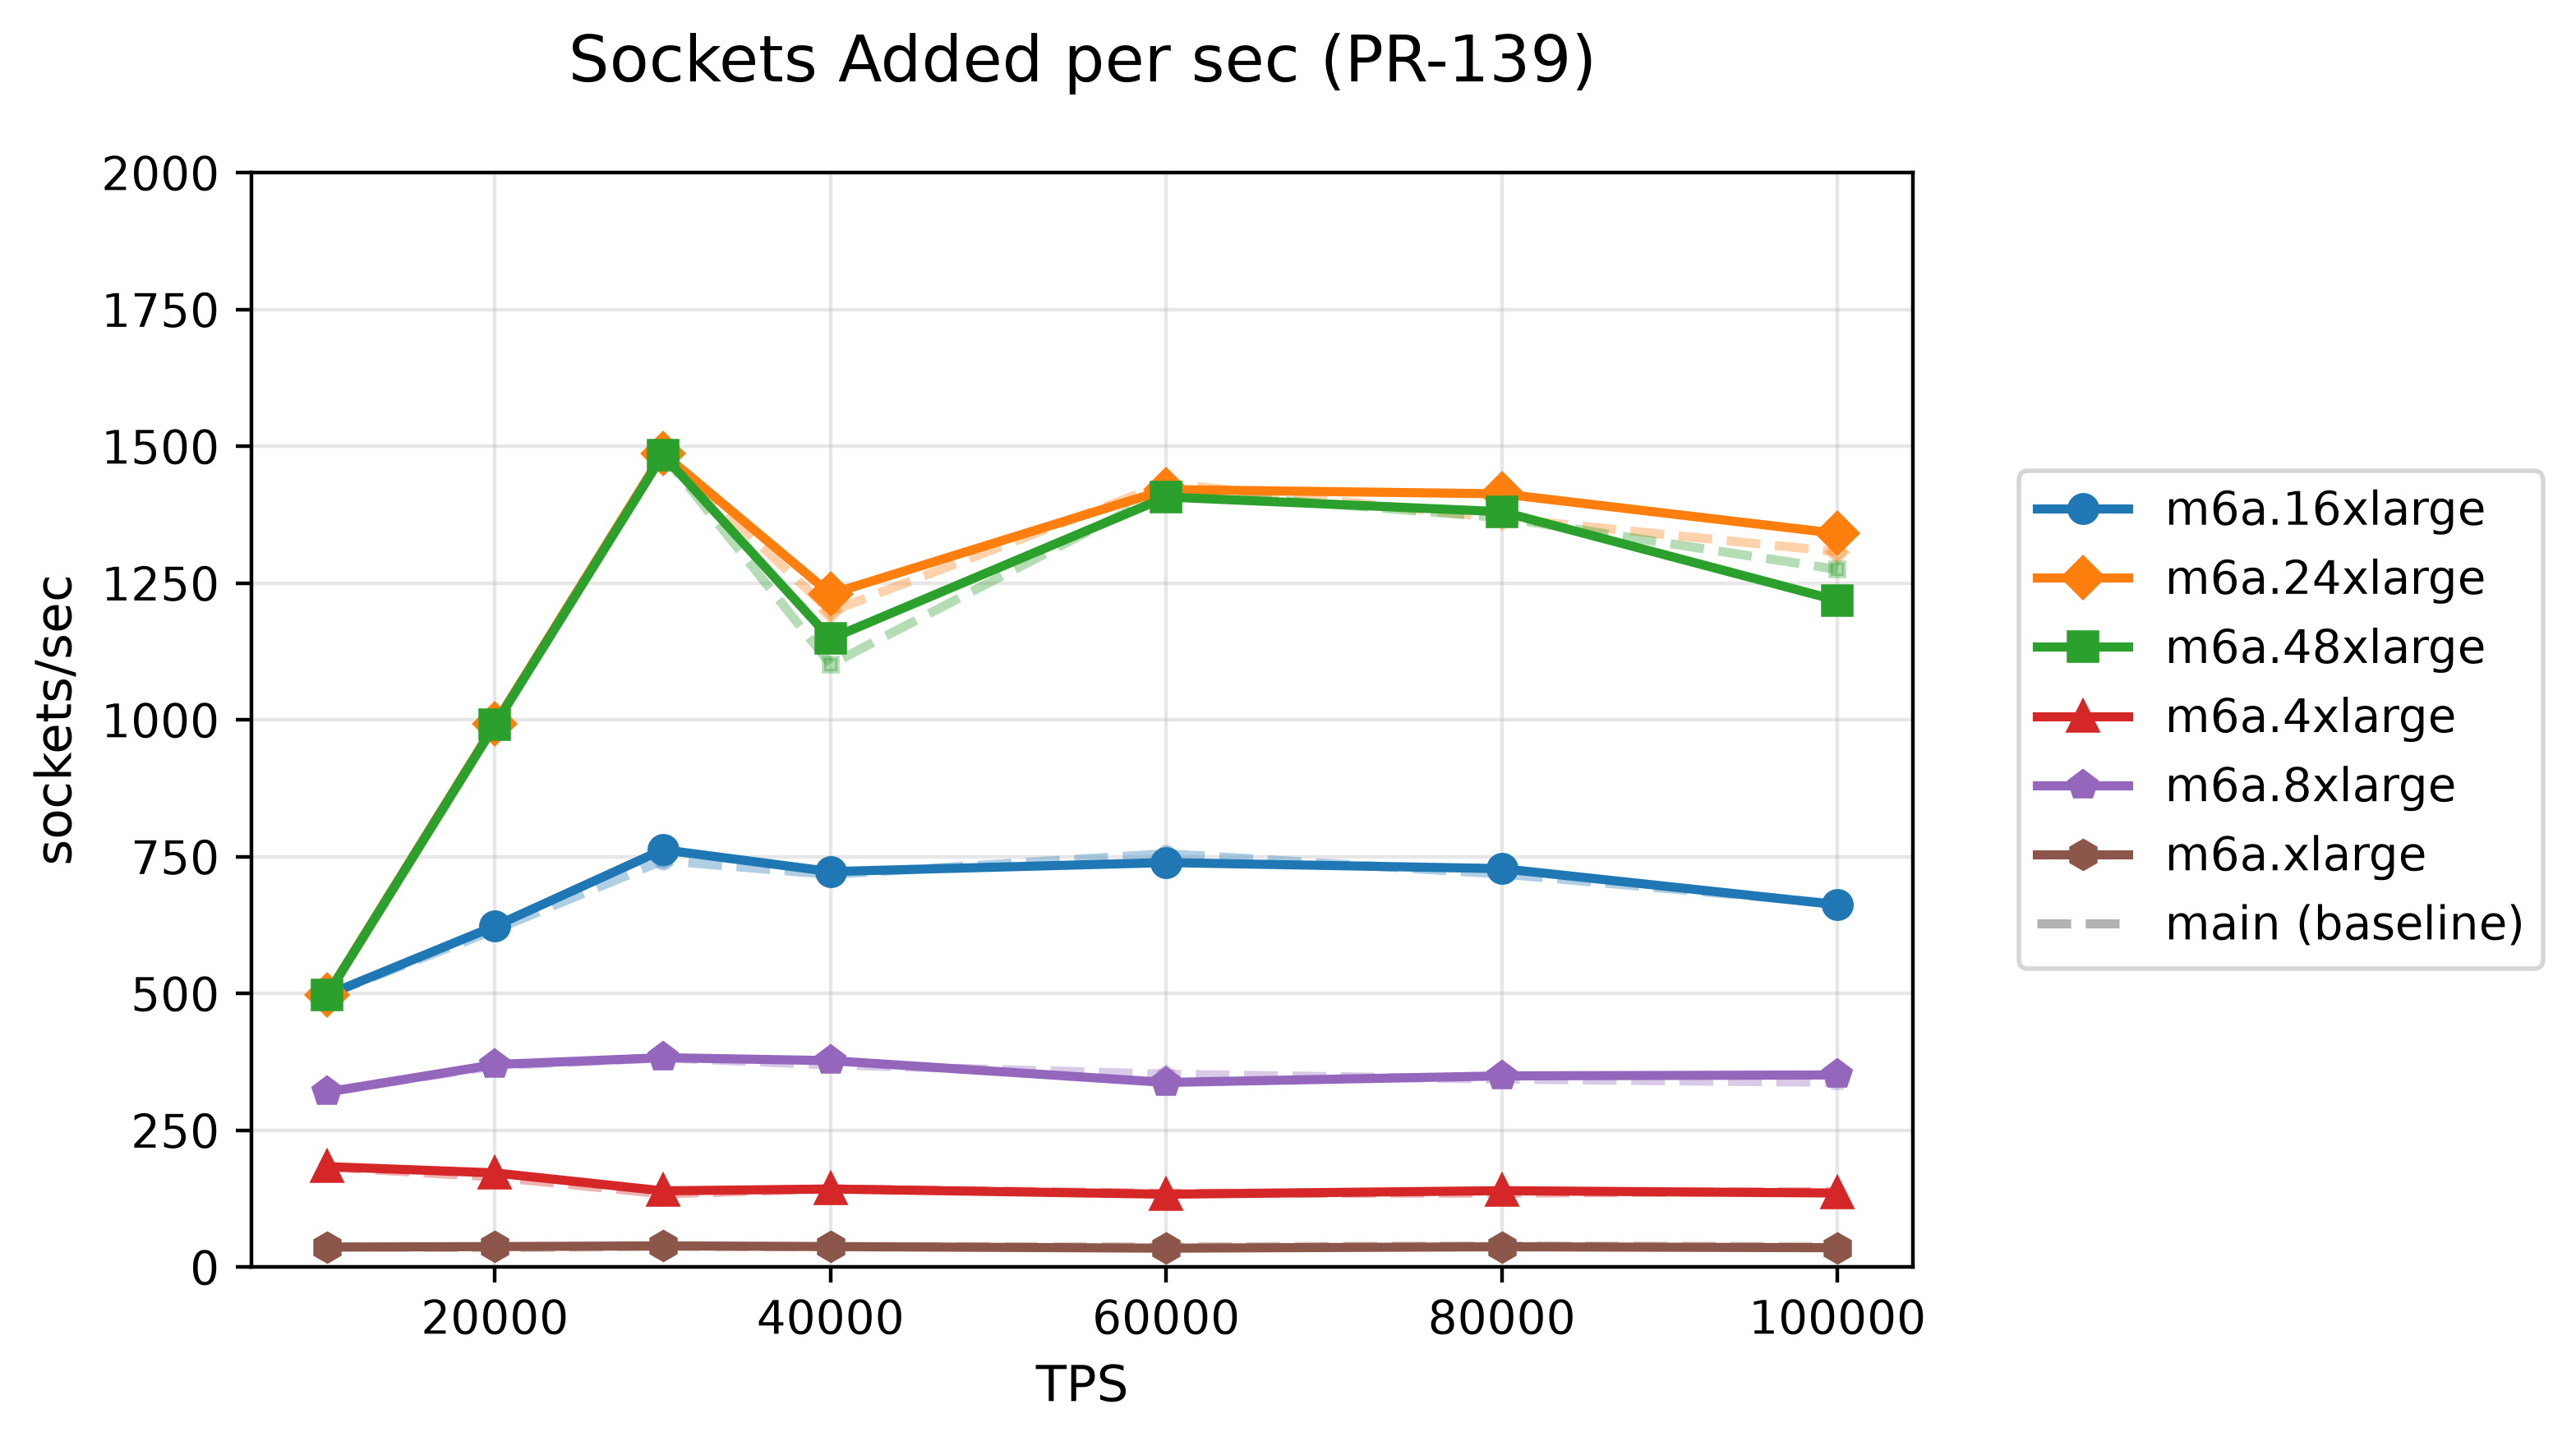 Sockets Added per sec (PR-139)
sockets/sec
2000
1750
1500
1250
1000
750
500
250
0
20000 40000 60000 80000 100000
TPS
m6a.16xlarge
m6a.24xlarge
m6a.48xlarge
m6a.4xlarge
m6a.8xlarge
m6a.xlarge
main (baseline)